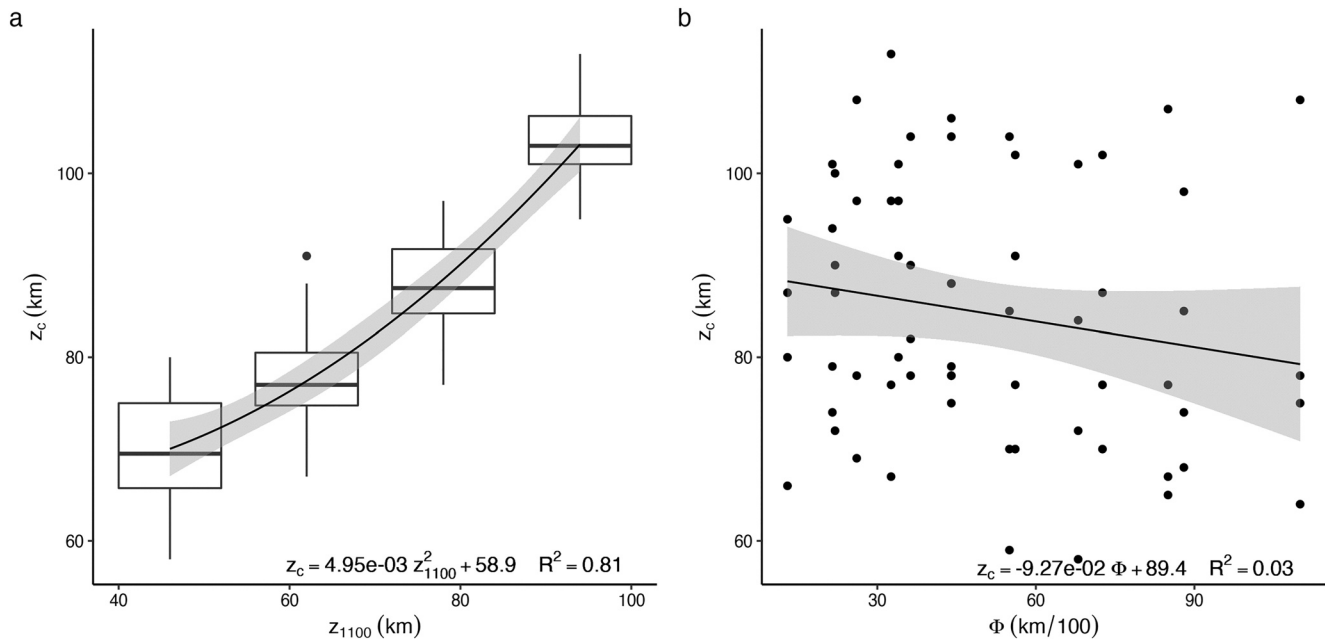 a
100
80
60
z_c (km)
40 60 80 100
z_1100 (km)
z_c = 4.95e-03 z²_1100 + 58.9 R² = 0.81
b
100
80
60
z_c (km)
30 60 90
Φ (km/100)
z_c = -9.27e-02 Φ + 89.4 R² = 0.03